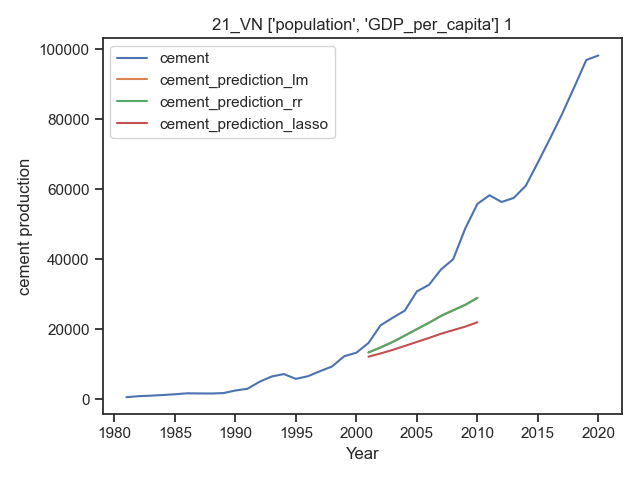 21_VN ['population', 'GDP_per_capita'] 1
cement
cement_prediction_lm
cement_prediction_rr
cement_prediction_lasso
cement production
100000
80000
60000
40000
20000
0
1980
1985
1990
1995
2000
2005
2010
2015
2020
Year